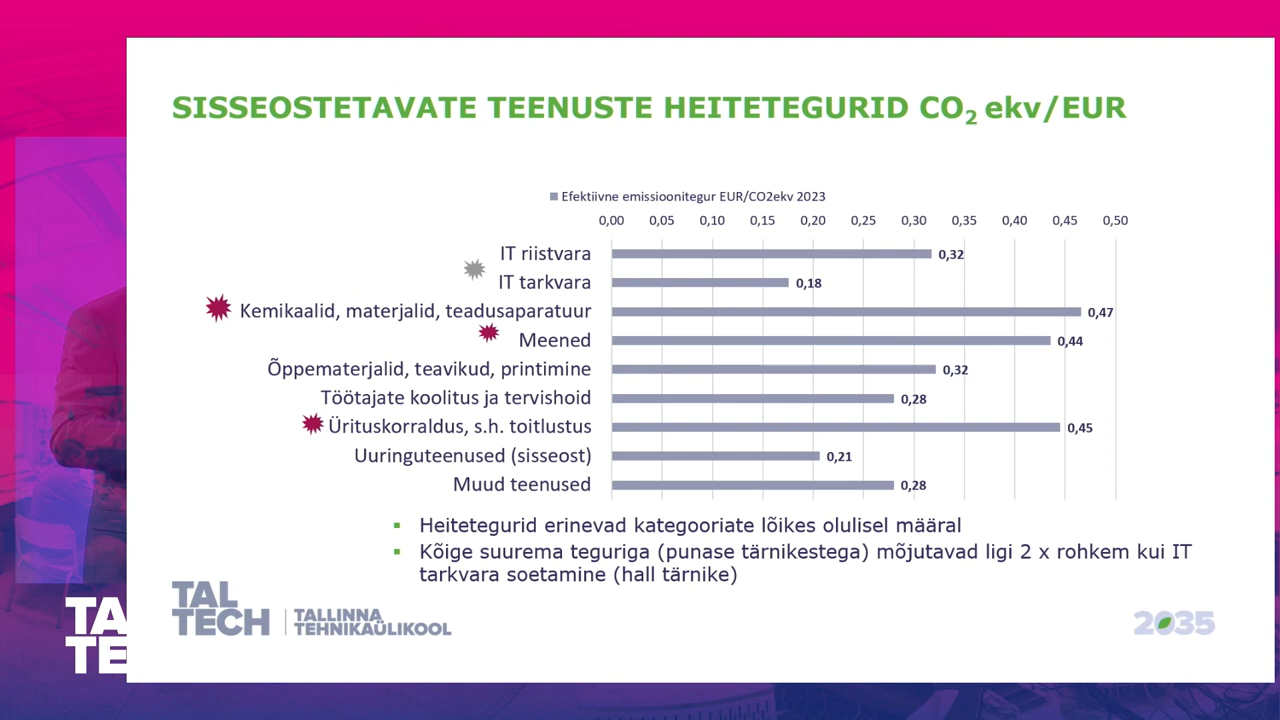 SISSEOSTETAVATE TEENUSTE HEITETEGURID CO₂ ekv/EUR
Efektiivne emissioonitegur EUR/CO2ekv 2023
0,00 0,05 0,10 0,15 0,20 0,25 0,30 0,35 0,40 0,45 0,50
IT riistvara 0,32
IT tarkvara 0,18
Kemikaalid, materjalid, teadusaparatuur 0,47
Meened 0,44
Õppematerjalid, teavikud, printimine 0,32
Töötajate koolitus ja tervishoid 0,28
Ürituskorraldus, s.h. toitlustus 0,45
Uuringuteenused (sisseost) 0,21
Muud teenused 0,28
Heitetegurid erinevad kategooriate lõikes olulisel määral
Kõige suurema teguriga (punase tärnikestega) mõjutavad ligi 2 x rohkem kui IT
tarkvara soetamine (hall tärnike)
TAL
TECH
TALLINNA
TEHNIKAÜLIKOOL
2035
TA
TE